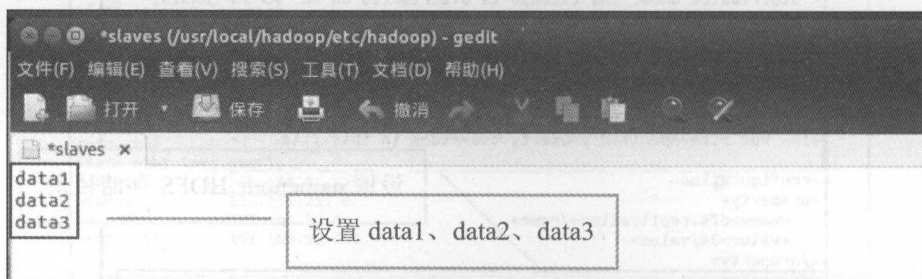 *slaves (/usr/local/hadoop/etc/hadoop) - gedit
文件(F) 编辑(E) 查看(V) 搜索(S) 工具(T) 文档(D) 帮助(H)
打开 保存 撤消
*slaves ×
data1
data2
data3
设置 data1、data2、data3